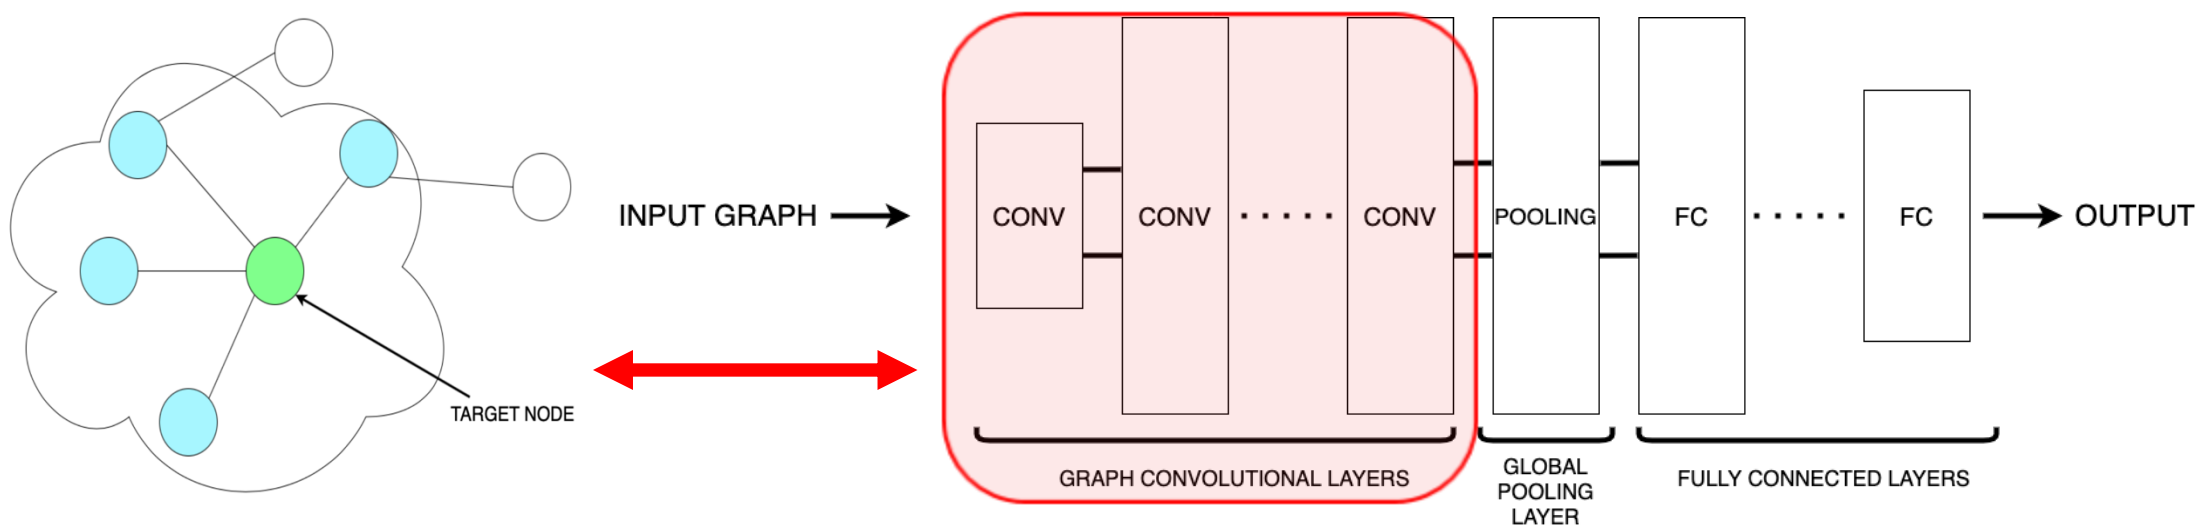 TARGET NODE
INPUT GRAPH
CONV
CONV
CONV
POOLING
FC
FC
OUTPUT
GRAPH CONVOLUTIONAL LAYERS
GLOBAL
POOLING
LAYER
FULLY CONNECTED LAYERS